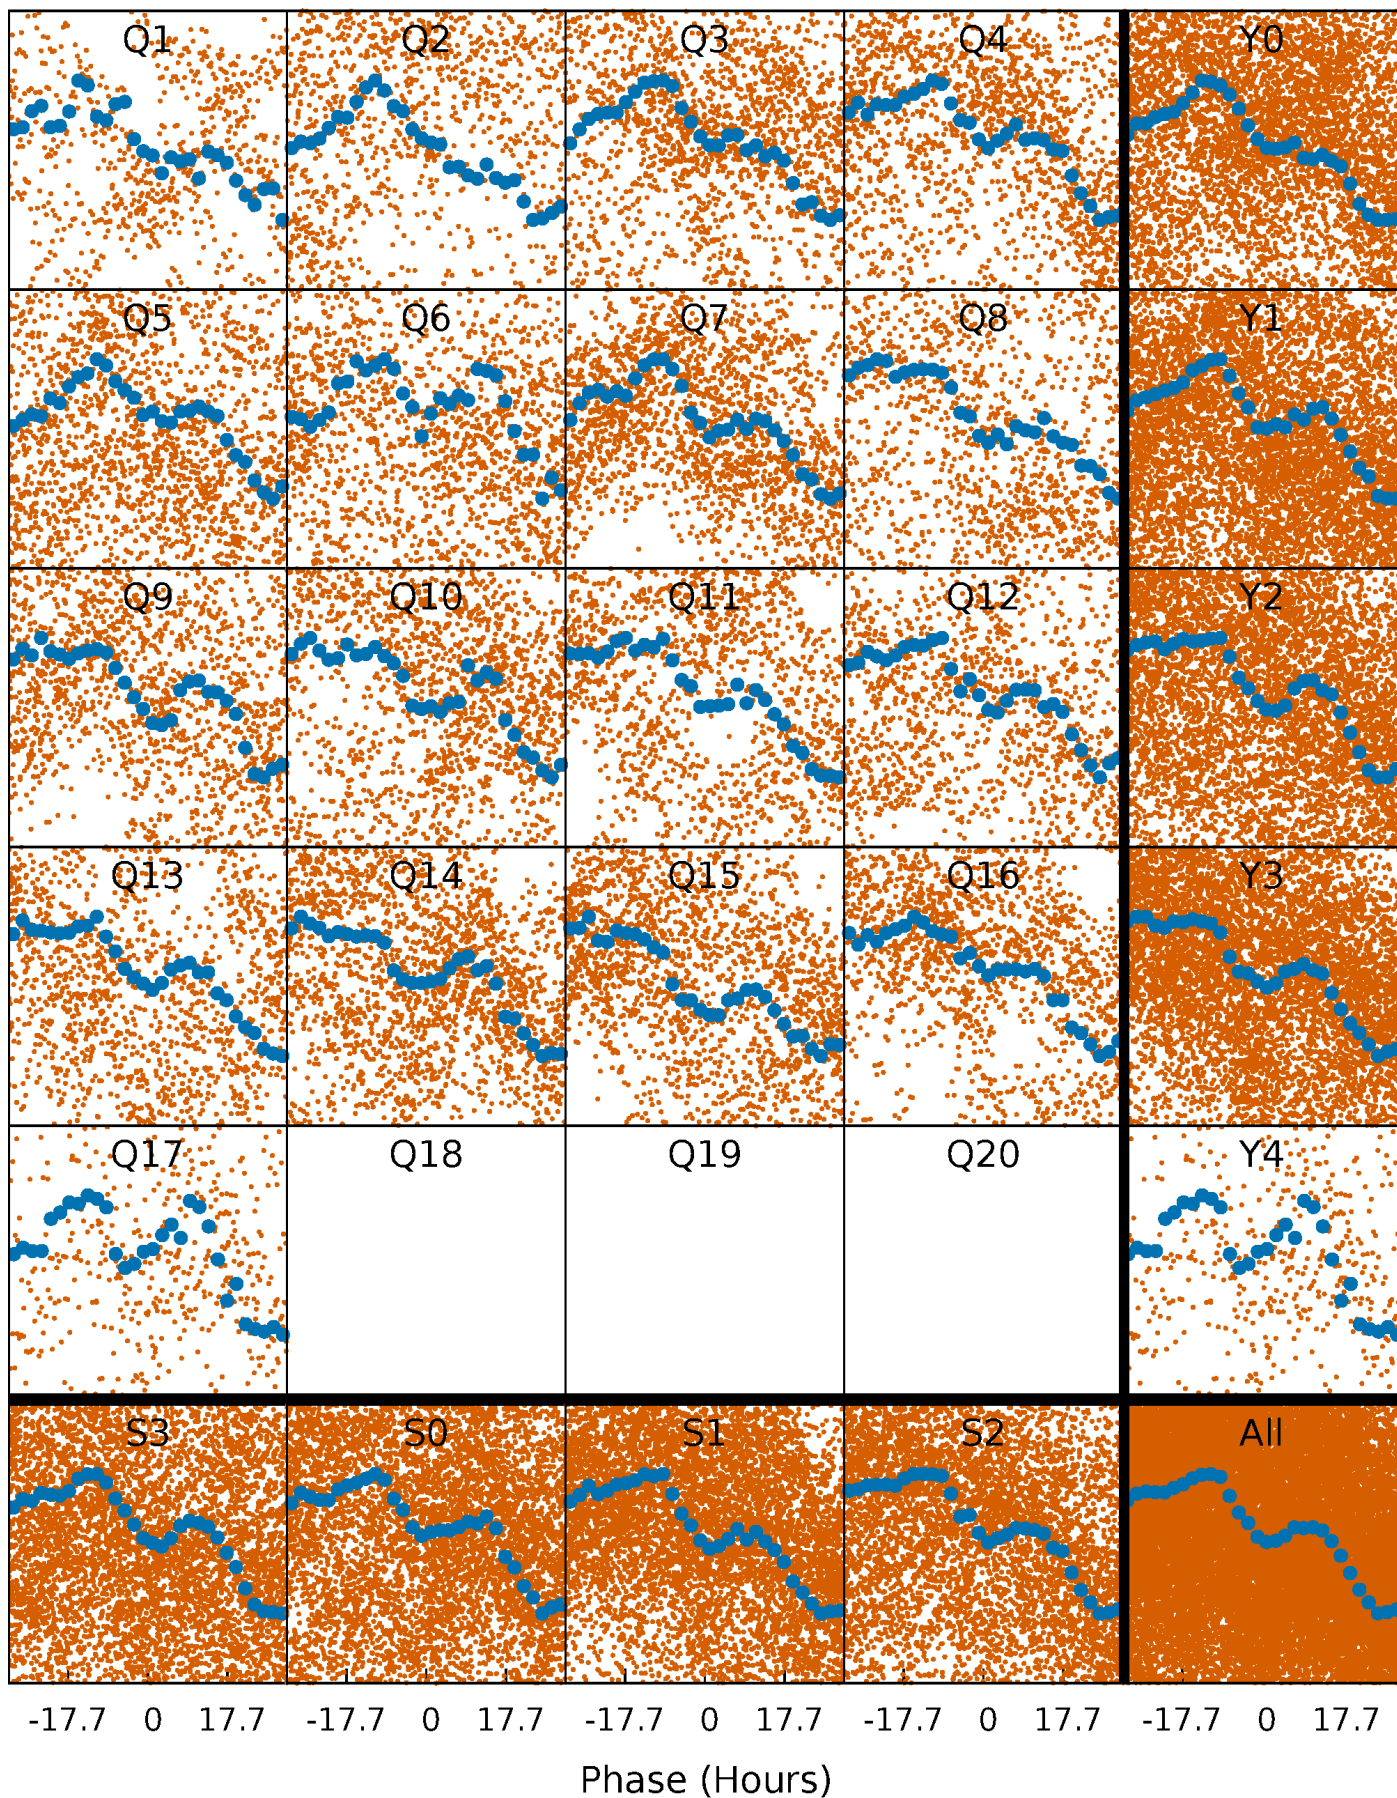 Q1 Q2 Q3 Q4 Y0
Q5 Q6 Q7 Q8 Y1
Q9 Q10 Q11 Q12 Y2
Q13 Q14 Q15 Q16 Y3
Q17 Q18 Q19 Q20 Y4
S3 S0 S1 S2 All
-17.7 0 17.7 -17.7 0 17.7 -17.7 0 17.7 -17.7 0 17.7 -17.7 0 17.7
Phase (Hours)